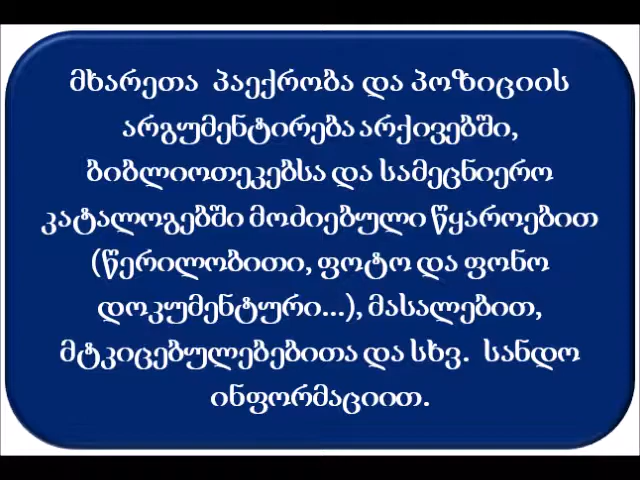 მხარეთა პაექრობა და პოზიციის
არგუმენტირება არქივებში,
ბიბლიოთეკებსა და სამეცნიერო
კატალოგებში მოძიებული წყაროებით
(წერილობითი, ფოტო და ფონო
დოკუმენტური...), მასალებით,
მტკიცებულებებითა და სხვ. სანდო
ინფორმაციით.